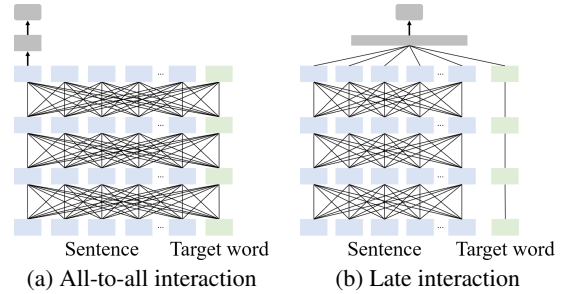 ...
...
...
...
...
...
...
...
Sentence Target word
Sentence Target word
(a) All-to-all interaction
(b) Late interaction